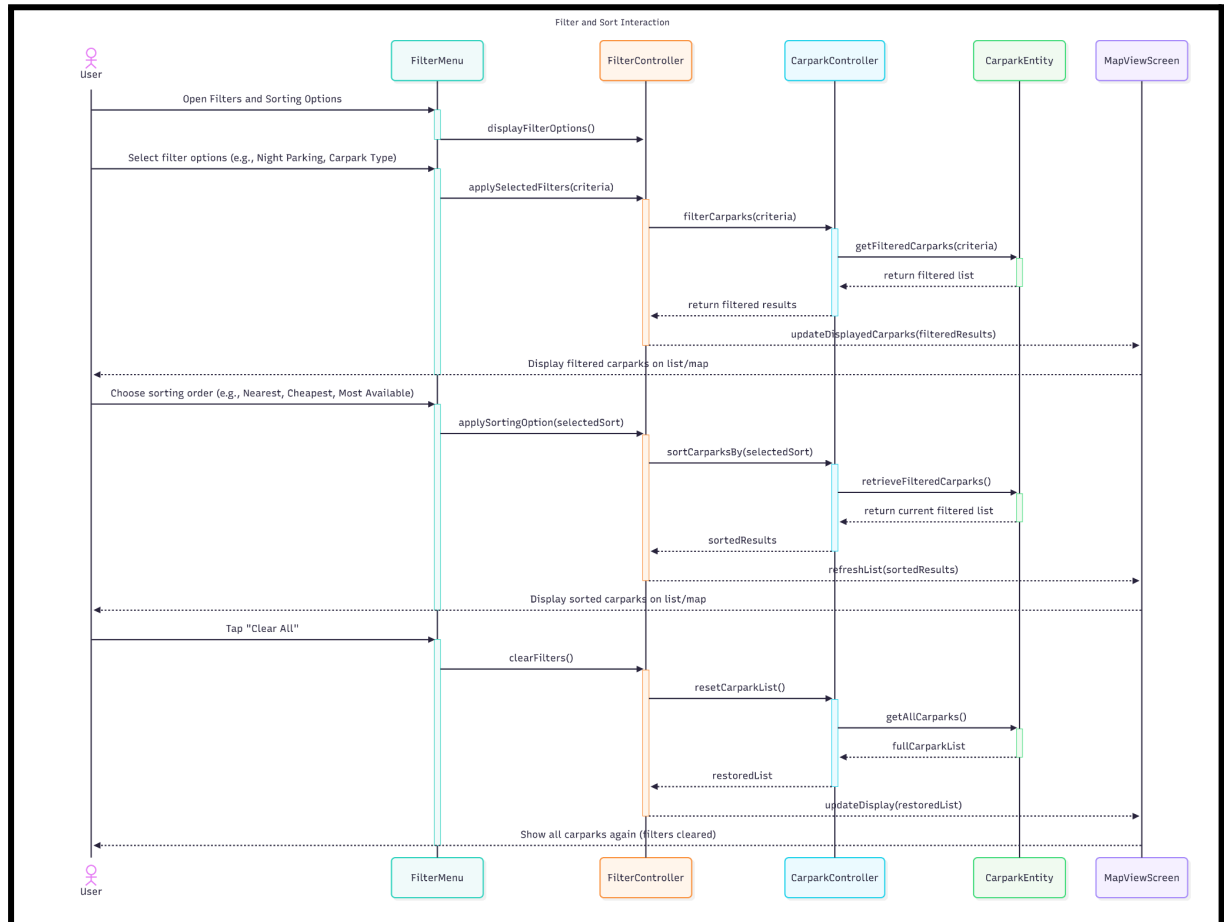 Filter and Sort Interaction
User
FilterMenu
FilterController
CarparkController
CarparkEntity
MapViewScreen
Open Filters and Sorting Options
displayFilterOptions()
Select filter options (e.g., Night Parking, Carpark Type)
applySelectedFilters(criteria)
filterCarparks(criteria)
getFilteredCarparks(criteria)
return filtered list
return filtered results
updateDisplayedCarparks(filteredResults)
Display filtered carparks on list/map
Choose sorting order (e.g., Nearest, Cheapest, Most Available)
applySortingOption(selectedSort)
sortCarparksBy(selectedSort)
retrieveFilteredCarparks()
return current filtered list
sortedResults
refreshList(sortedResults)
Display sorted carparks on list/map
Tap "Clear All"
clearFilters()
resetCarparkList()
getAllCarparks()
fullCarparkList
restoredList
updateDisplay(restoredList)
Show all carparks again (filters cleared)
User
FilterMenu
FilterController
CarparkController
CarparkEntity
MapViewScreen